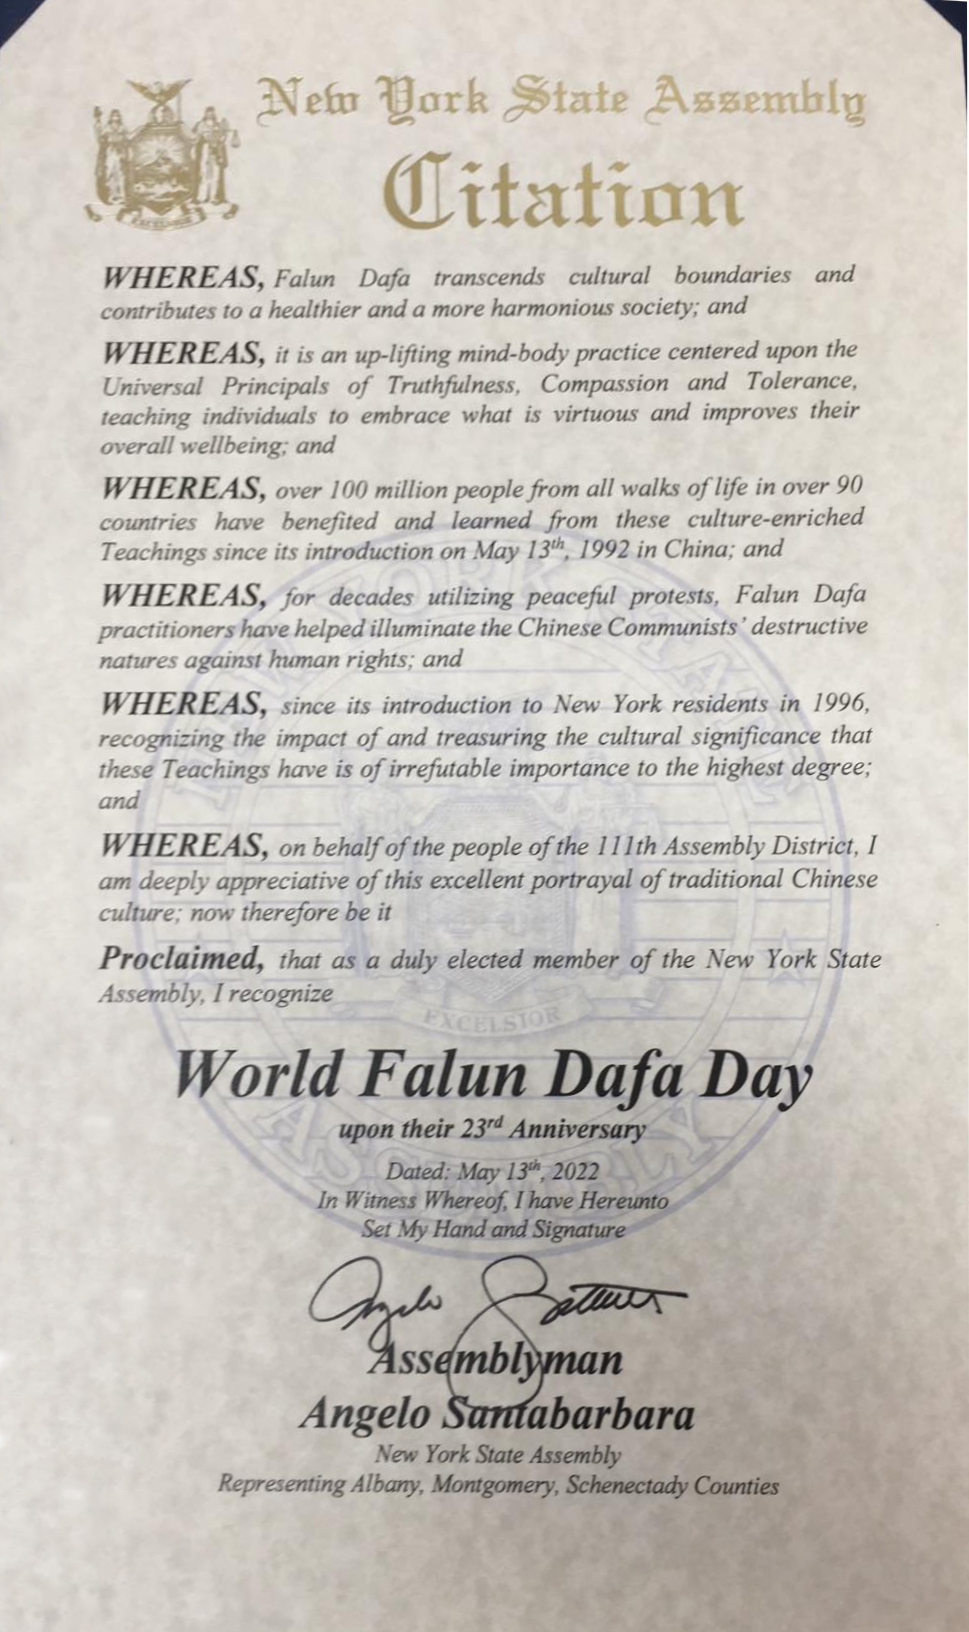 New York State Assembly
Citation
EXCELSIOR
WHEREAS, Falun Dafa transcends cultural boundaries and
contributes to a healthier and a more harmonious society; and
WHEREAS, it is an up-lifting mind-body practice centered upon the
Universal Principals of Truthfulness, Compassion and Tolerance,
teaching individuals to embrace what is virtuous and improves their
overall wellbeing; and
WHEREAS, over 100 million people from all walks of life in over 90
countries have benefited and learned from these culture-enriched
Teachings since its introduction on May 13th, 1992 in China; and
WHEREAS, for decades utilizing peaceful protests, Falun Dafa
practitioners have helped illuminate the Chinese Communists' destructive
natures against human rights; and
WHEREAS, since its introduction to New York residents in 1996,
recognizing the impact of and treasuring the cultural significance that
these Teachings have is of irrefutable importance to the highest degree;
and
WHEREAS, on behalf of the people of the 111th Assembly District, I
am deeply appreciative of this excellent portrayal of traditional Chinese
culture; now therefore be it
Proclaimed, that as a duly elected member of the New York State
Assembly, I recognize
EXCELSIOR
World Falun Dafa Day
upon their 23rd Anniversary
Dated: May 13th, 2022
In Witness Whereof, I have Hereunto
Set My Hand and Signature
Assemblyman
Angelo Santabarbara
New York State Assembly
Representing Albany, Montgomery, Schenectady Counties
NEW YORK STATE
ASSEMBLY